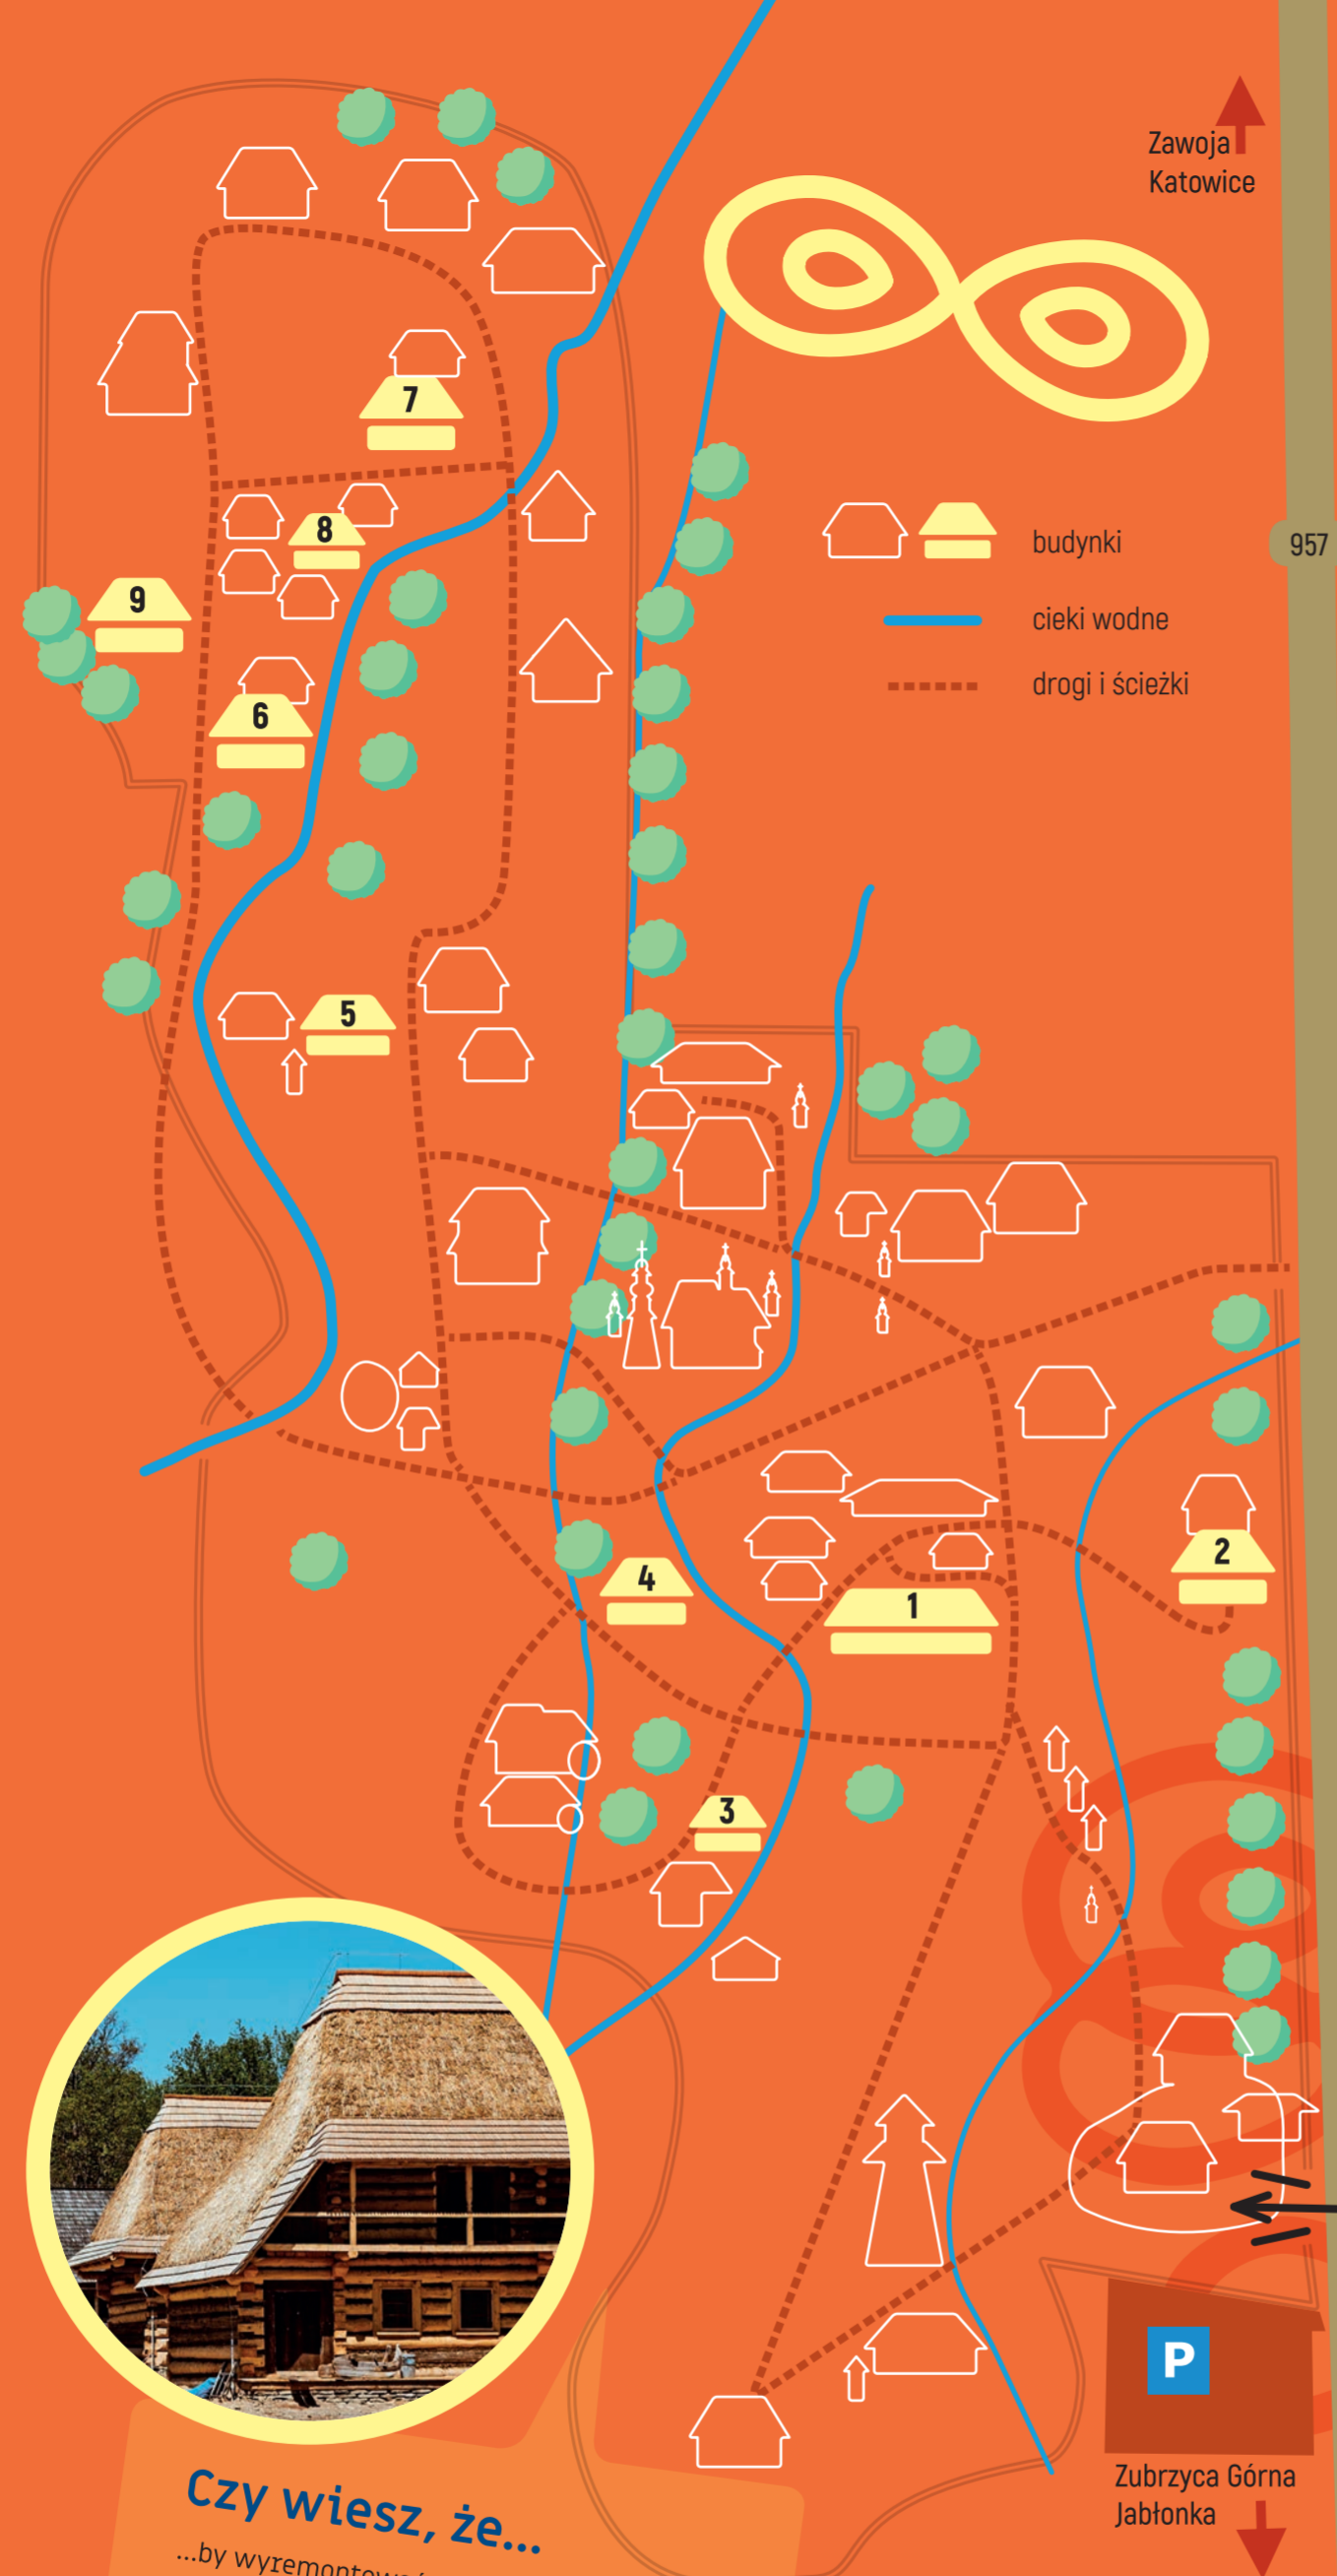 Zawoja
Katowice
7
budynki
957
8
9
cieki wodne
drogi i ścieżki
6
5
2
4
1
3
P
Zubrzyca Górna
Jabłonka
Czy wiesz, że...
...by wyremontować